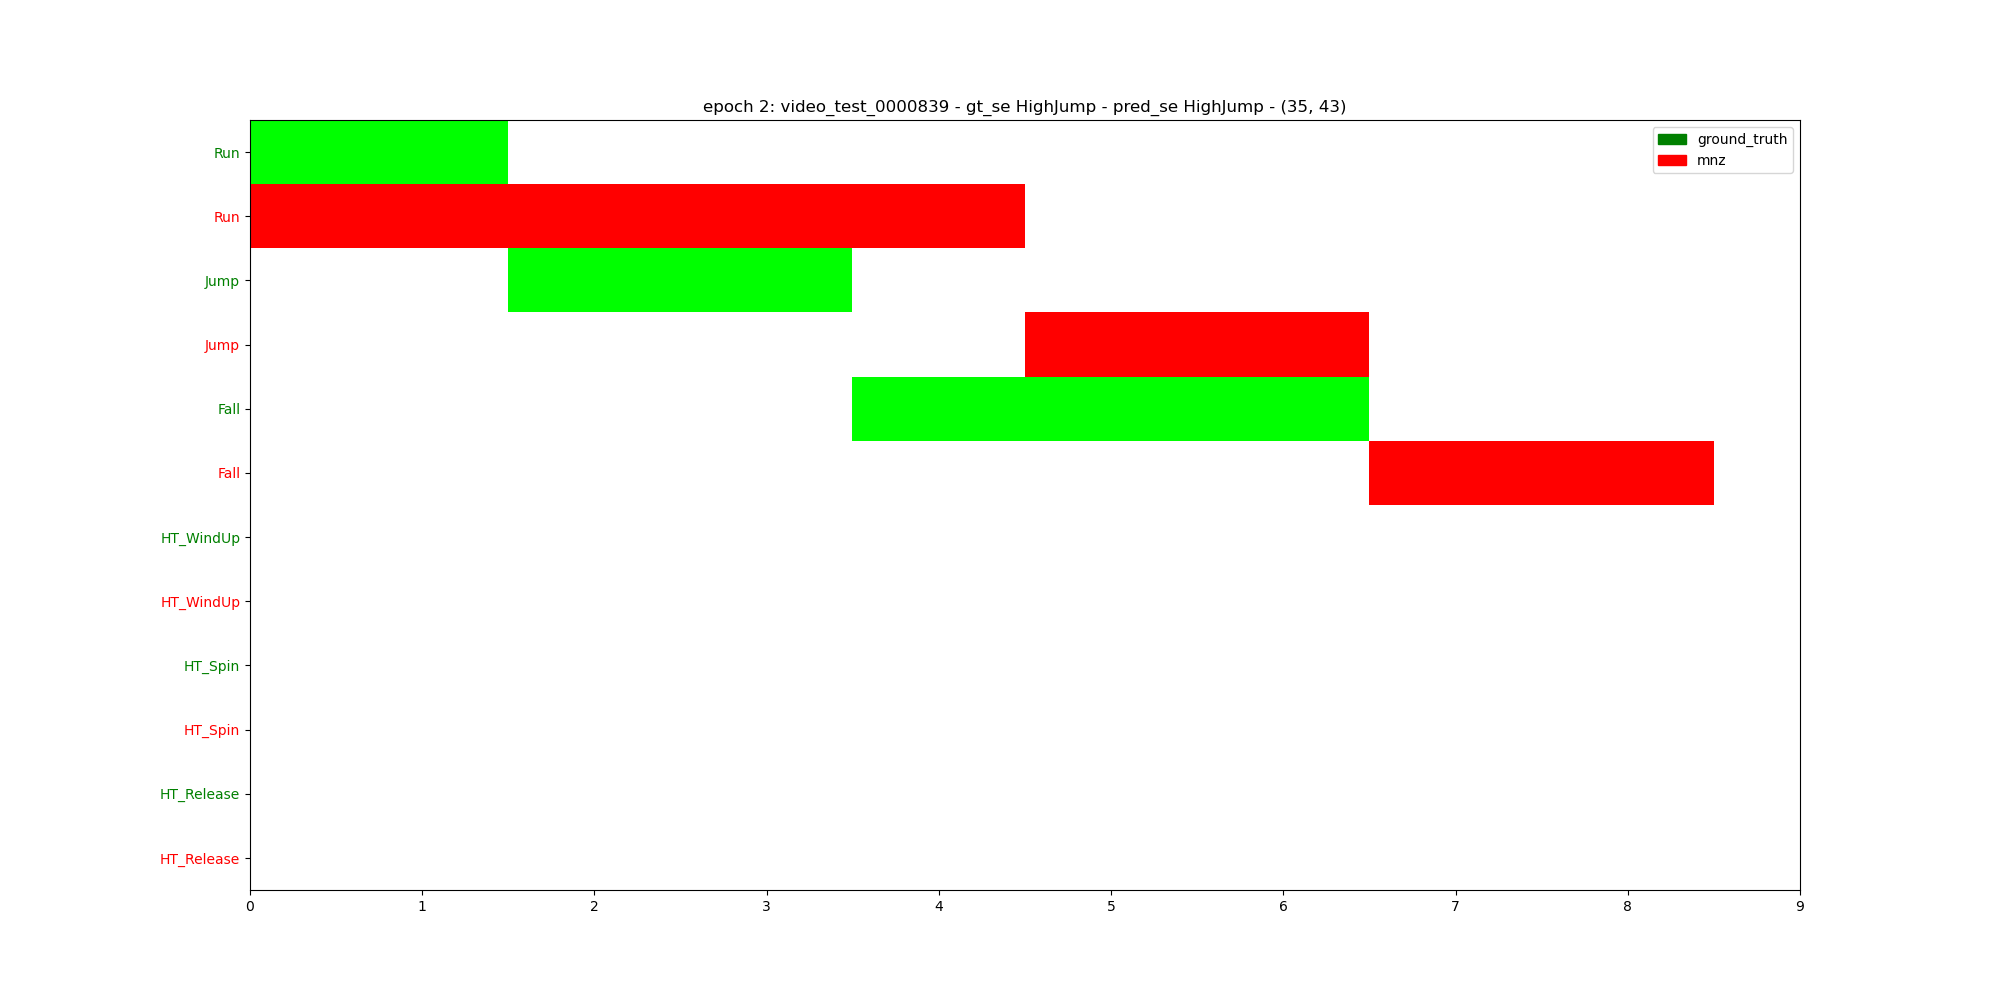 epoch 2: video_test_0000839 - gt_se HighJump - pred_se HighJump - (35, 43)
ground_truth
mnz
Run
Run
Jump
Jump
Fall
Fall
HT_WindUp
HT_WindUp
HT_Spin
HT_Spin
HT_Release
HT_Release
0 1 2 3 4 5 6 7 8 9